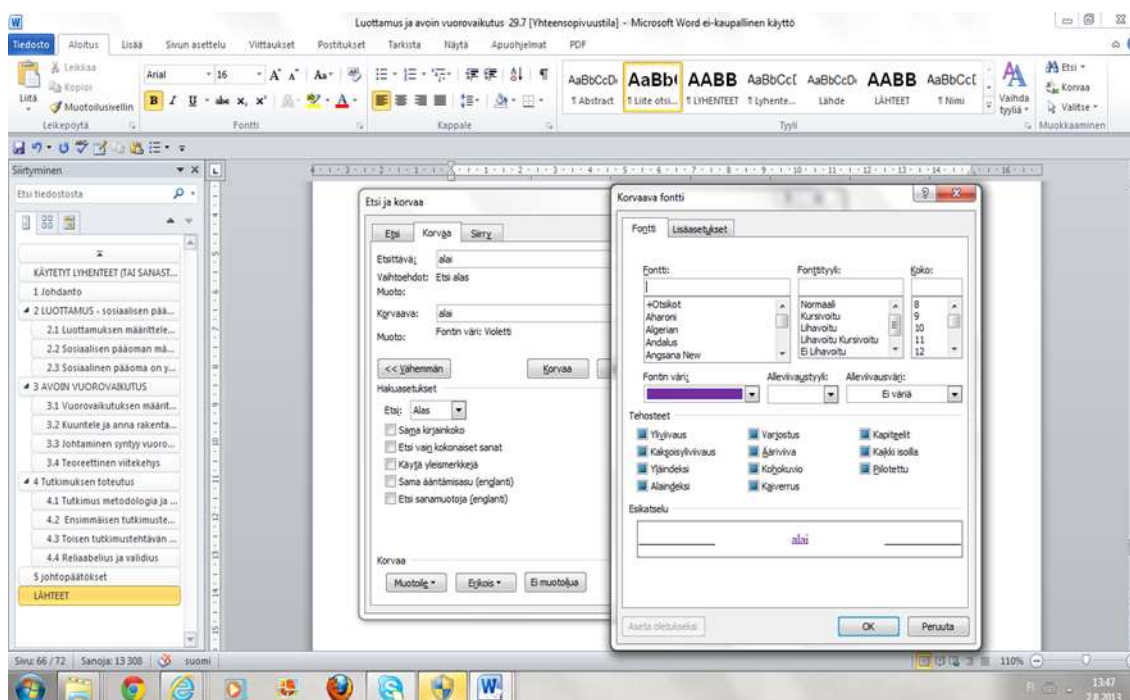 Luottamus ja avoin vuorovaikutus 29.7 [Yhteensopivuustila] - Microsoft Word ei-kaupallinen käyttö
Tiedosto Aloitus Lisää Sivun asettelu Viittaukset Postitukset Tarkista Näytä Apuohjelmat PDF
Liitä
Leikkaa
Kopioi
Muotoilusivellin
Leikepöytä
Arial 16
Fontti
Kappale
AaBbCcD AaBb AABB AaBbCcD AaBbCcD AABB AaBbCcD
Abstract Liite otsi... LYHENTEET Lyhente... Lähde LÄHTEET Nimi
Tyyli
Vaihda tyyliä
Etsi
Korvaa
Valitse
Muokkaaminen
Siirtyminen
Etsi tiedostosta
KÄYTETYT LYHENTEET (TAI SANAST...
1 Johdanto
2 LUOTTAMUS - sosiaalisen pää...
2.1 Luottamuksen määrittele...
2.2 Sosiaalisen pääoman mä...
2.3 Sosiaalinen pääoma on y...
3 AVOIN VUOROVAIKUTUS
3.1 Vuorovaikutuksen määrit...
3.2 Kuuntele ja anna rakenta...
3.3 Johtaminen syntyy vuoro...
3.4 Teoreettinen viitekehys
4 Tutkimuksen toteutus
4.1 Tutkimus metodologia ja ...
4.2 Ensimmäisen tutkimuste...
4.3 Toisen tutkimustehtävän ...
4.4 Reliaabelius ja validius
5 johtopäätökset
LÄHTEET
Etsi ja korvaa
Etsi Korvaa Siirry
Etsittävä: alai
Vaihtoehdot: Etsi alas
Muoto:
Korvaava: alai
Muoto: Fontin väri: Violetti
<< Vähemmän Korvaa
Hakuasetukset
Etsi: Alas
Sama kirjainkoko
Etsi vain kokonaiset sanat
Käytä yleismerkkejä
Sama ääntämisasu (englanti)
Etsi sanamuotoja (englanti)
Korvaa
Muotoile Erikois Ei muotoilua
Korvaava fontti
Fontti Lisäasetukset
Fontti: Fonttityyli: Koko:
+Otsikot Normaali 8
Aharoni Kursivoitu 9
Algerian Lihavoitu 10
Andalus Lihavoitu Kursivoitu 11
Angsana New Ei Lihavoitu 12
Fontin väri: Alleviivaustyyli: Alleviivausväri:
Ei väriä
Tehosteet
Yliviivaus Varjostus Kapiteelit
Kaksoisyliviivaus Ääriviiva Kaikki isolla
Yläindeksi Kohokuvio Piilotettu
Alaindeksi Kaiverrus
Esikatselu
alai
Aseta oletukseksi OK Peruuta
Sivu: 66 / 72 Sanoja: 13 308 suomi 110%
FI 13:47
2.8.2013